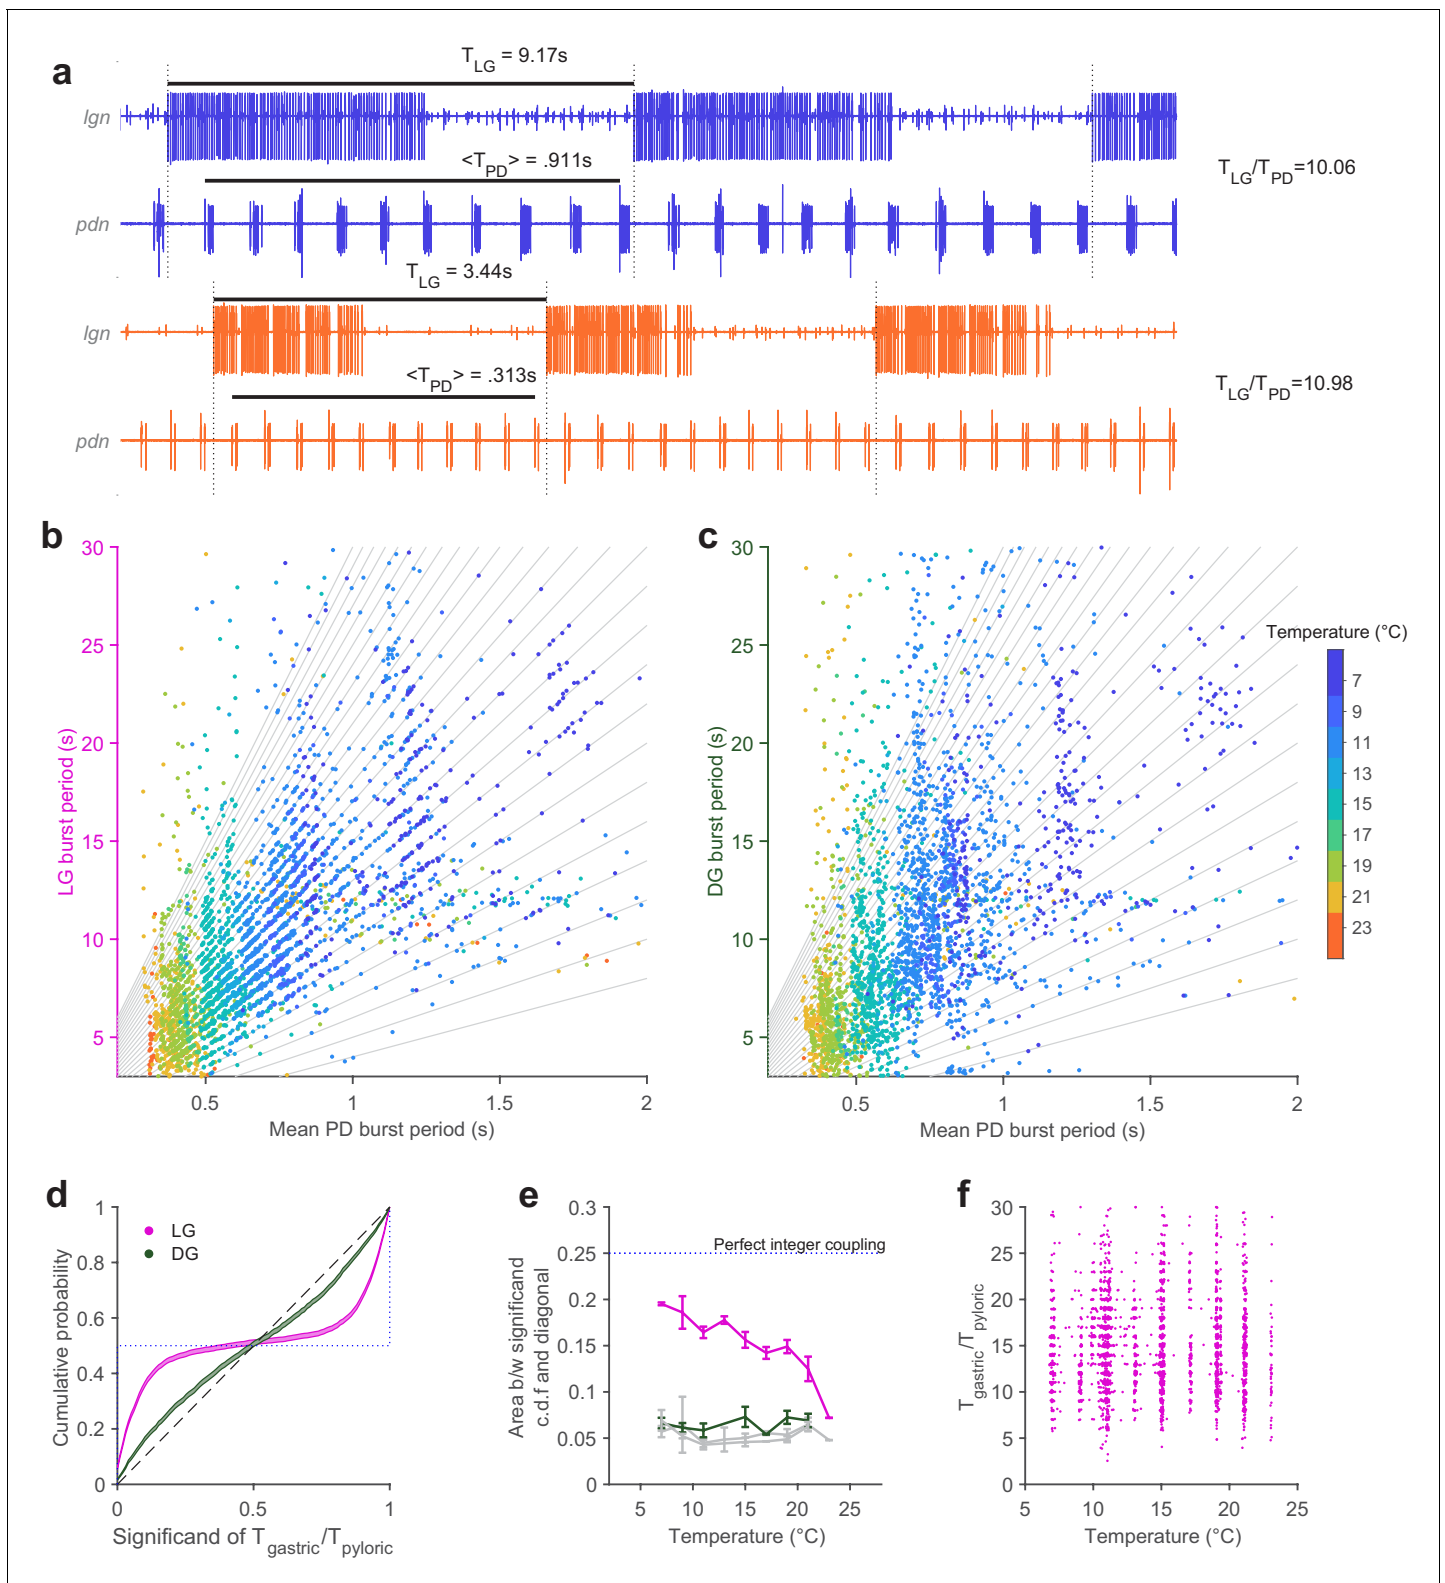 a
T_LG = 9.17s
lgn
<T_PD> = .911s
T_LG/T_PD=10.06
pdn
T_LG = 3.44s
lgn
<T_PD> = .313s
T_LG/T_PD=10.98
pdn
b
30
25
20
15
10
5
LG burst period (s)
0.5 1 1.5 2
Mean PD burst period (s)
c
30
25
20
15
10
5
DG burst period (s)
0.5 1 1.5 2
Mean PD burst period (s)
Temperature (°C)
7
9
11
13
15
17
19
21
23
d
1
0.8
0.6
0.4
0.2
0
Cumulative probability
LG
DG
0 0.5 1
Significand of T_gastric/T_pyloric
e
0.3
0.25
0.2
0.15
0.1
0.05
0
Area b/w significand
c.d.f and diagonal
Perfect integer coupling
5 10 15 20 25
Temperature (°C)
f
30
25
20
15
10
5
0
T_gastric/T_pyloric
5 10 15 20 25
Temperature (°C)